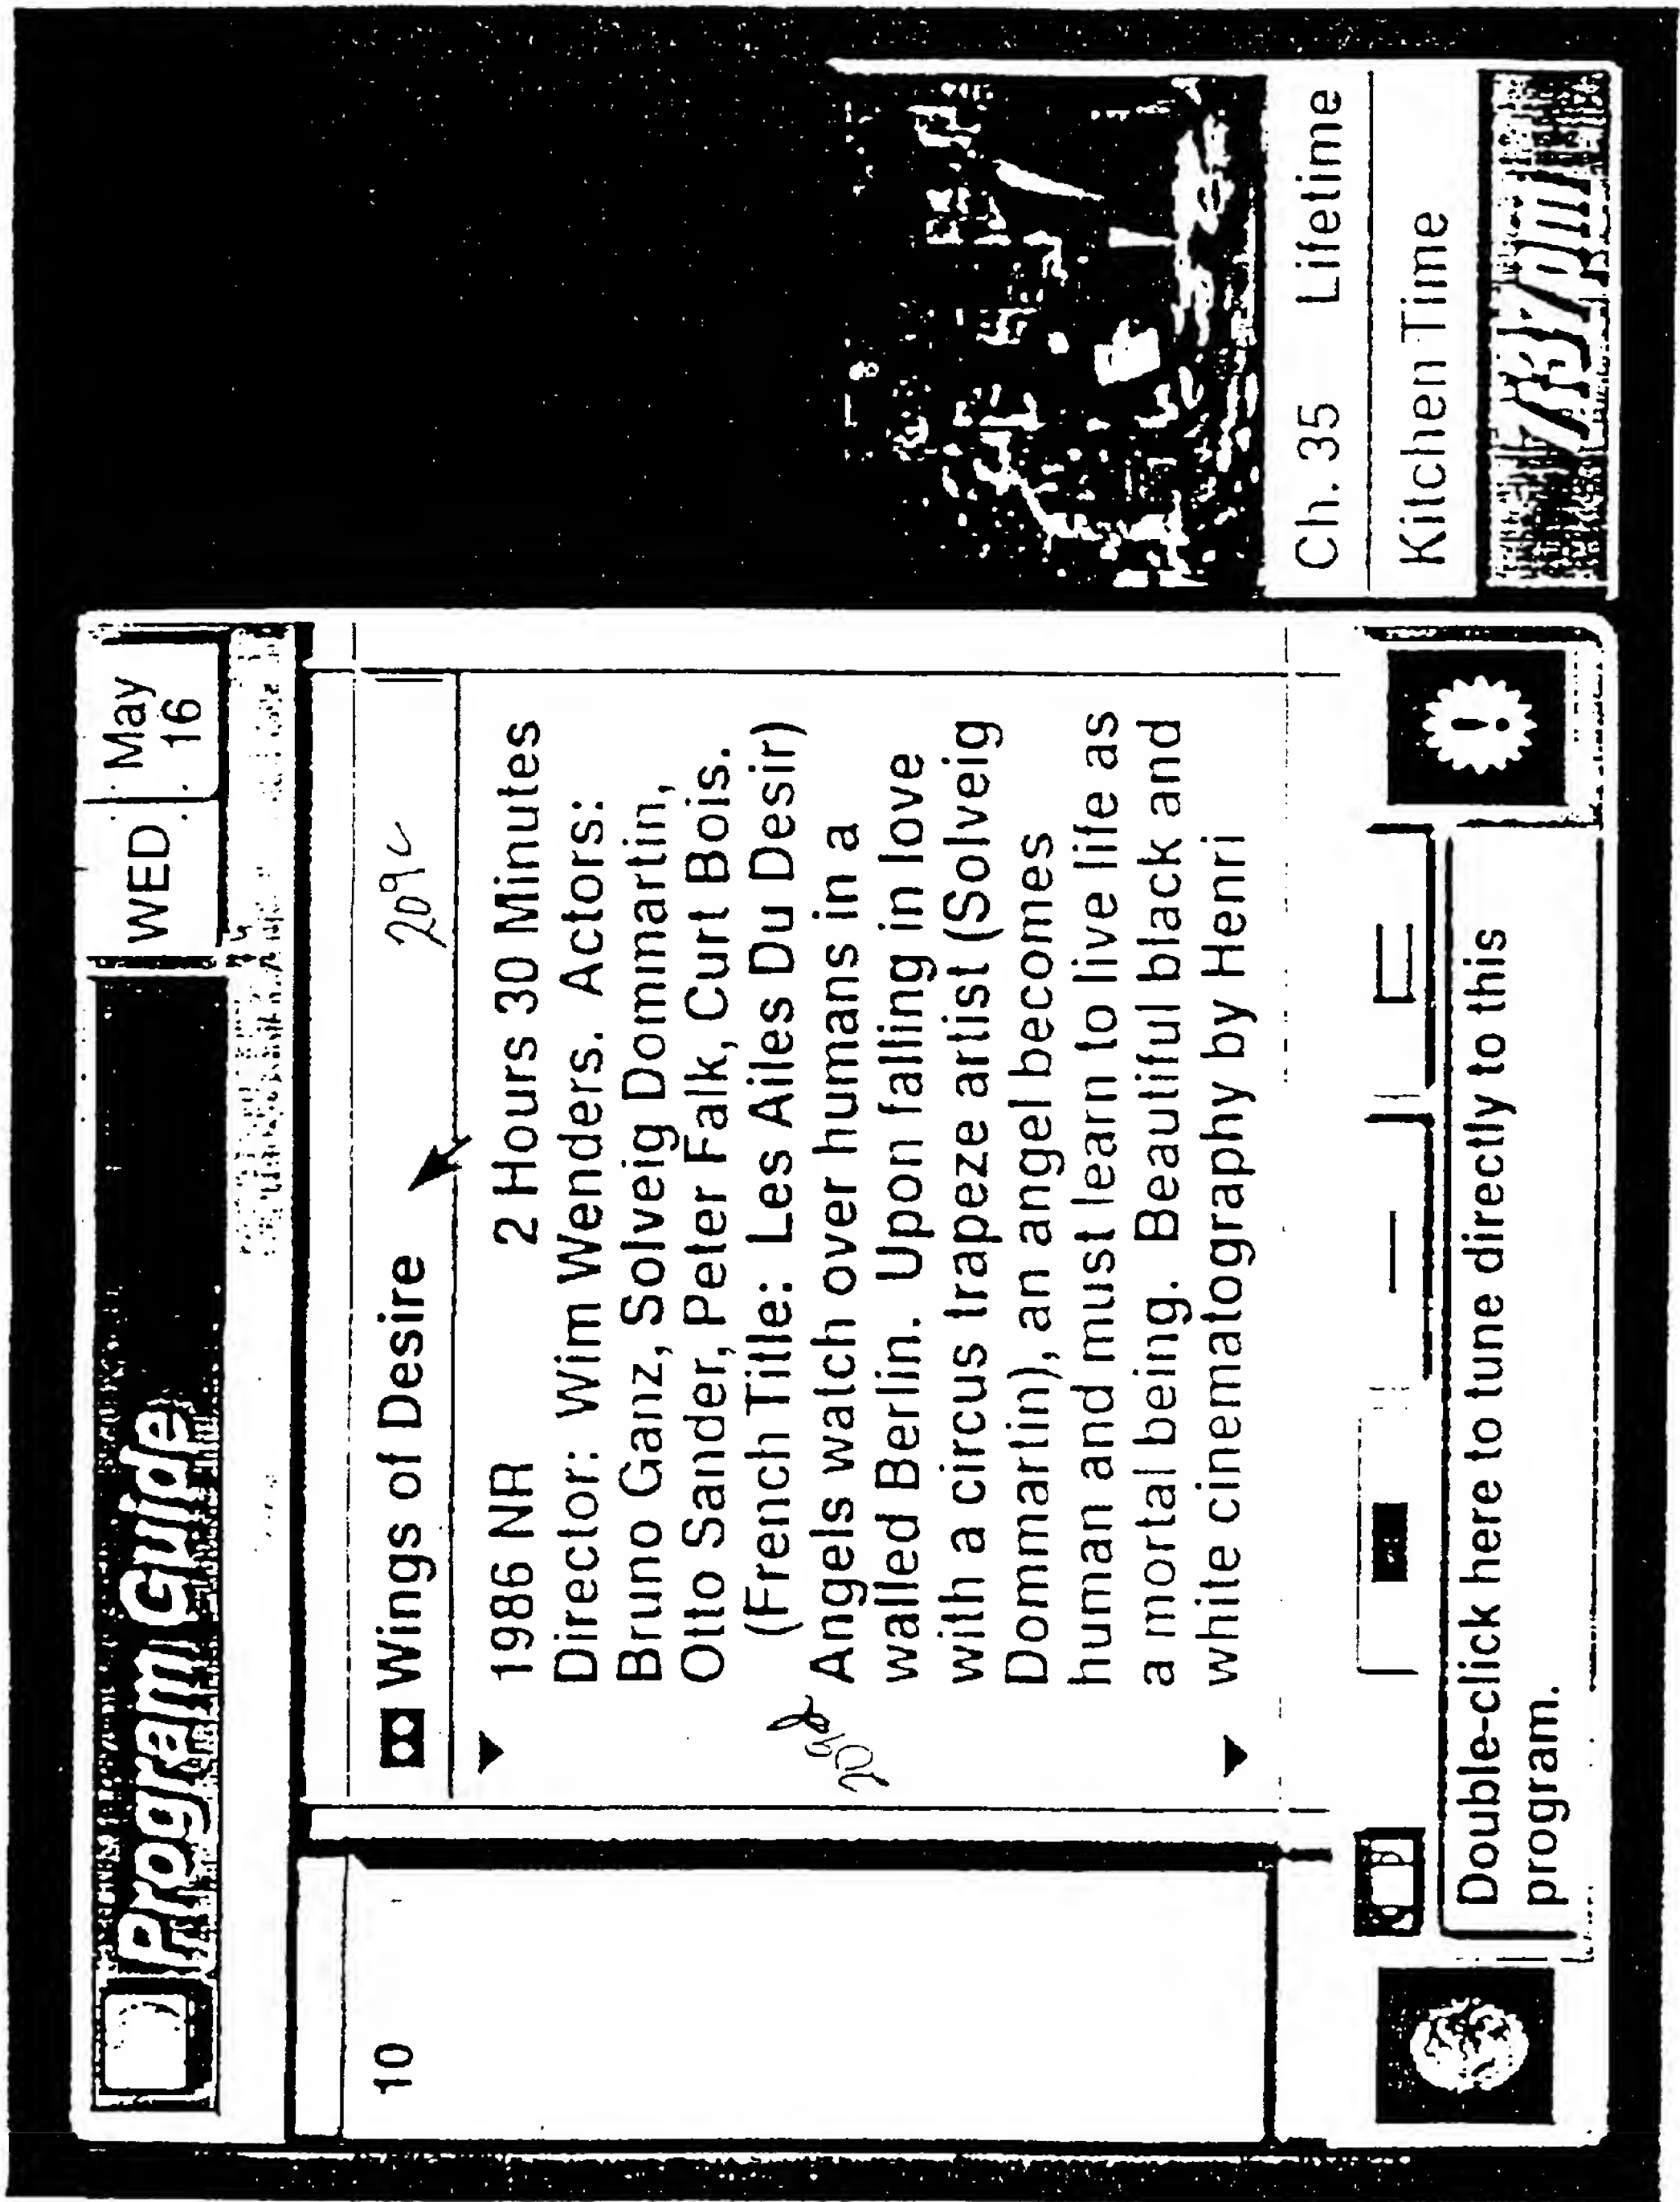 Program Guide
WED May 16
10
Wings of Desire
209c
1986 NR 2 Hours 30 Minutes
Director: Wim Wenders. Actors:
Bruno Ganz, Solveig Dommartin,
Otto Sander, Peter Falk, Curt Bois.
(French Title: Les Ailes Du Desir)
209d
Angels watch over humans in a
walled Berlin. Upon falling in love
with a circus trapeze artist (Solveig
Dommartin), an angel becomes
human and must learn to live life as
a mortal being. Beautiful black and
white cinematography by Henri
Double-click here to tune directly to this
program.
!
Ch. 35 Lifetime
Kitchen Time